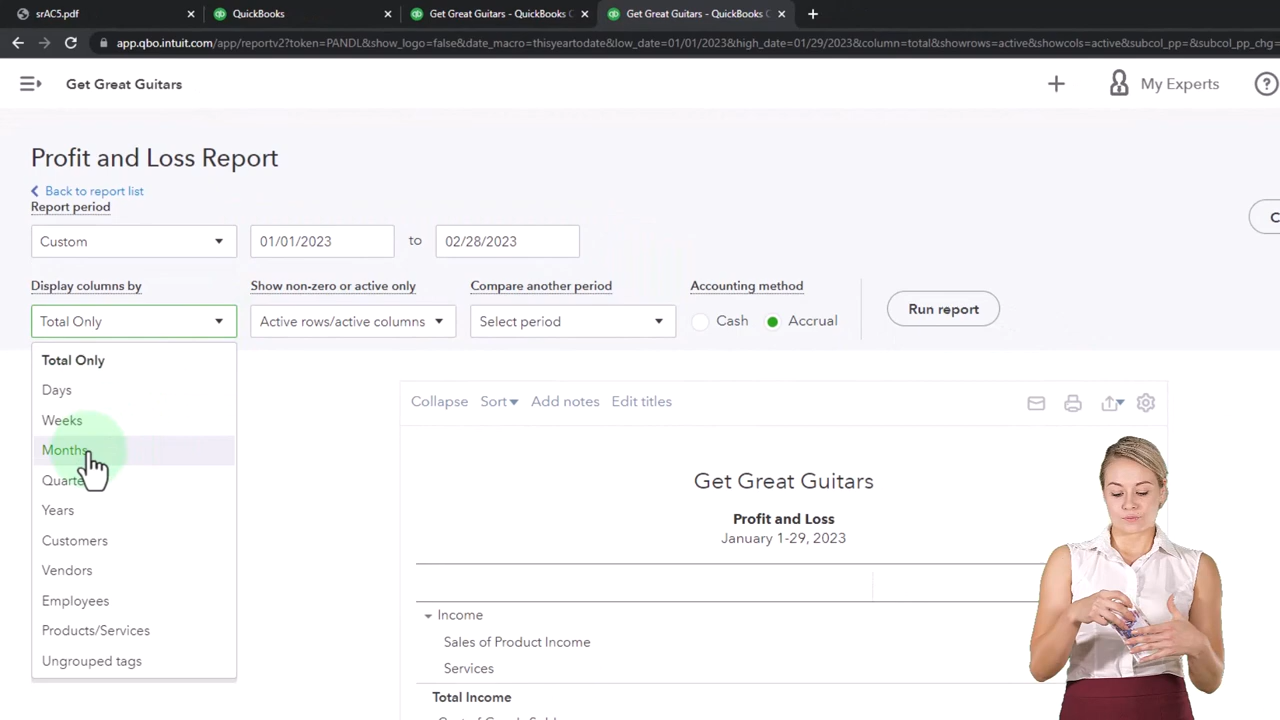 srAC5.pdf
QuickBooks
Get Great Guitars - QuickBooks C
Get Great Guitars - QuickBooks C
app.qbo.intuit.com/app/reportv2?token=PANDL&show_logo=false&date_macro=thisyeartodate&low_date=01/01/2023&high_date=01/29/2023&column=total&showrows=active&showcols=active&subcol_pp=&subcol_pp_chg=
Get Great Guitars
My Experts
Profit and Loss Report
Back to report list
Report period
Custom
01/01/2023
to
02/28/2023
Display columns by
Show non-zero or active only
Compare another period
Accounting method
Total Only
Active rows/active columns
Select period
Cash
Accrual
Run report
Total Only
Days
Weeks
Months
Quarte
Years
Customers
Vendors
Employees
Products/Services
Ungrouped tags
Collapse
Sort
Add notes
Edit titles
Get Great Guitars
Profit and Loss
January 1-29, 2023
Income
Sales of Product Income
Services
Total Income